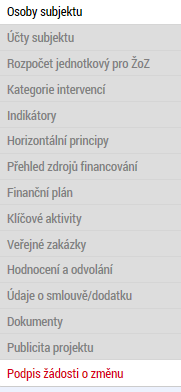 Osoby subjektu
Účty subjektu
Rozpočet jednotkový pro ŽoZ
Kategorie intervencí
Indikátory
Horizontální principy
Přehled zdrojů financování
Finanční plán
Klíčové aktivity
Veřejné zakázky
Hodnocení a odvolání
Údaje o smlouvě/dodatku
Dokumenty
Publicita projektu
Podpis žádosti o změnu